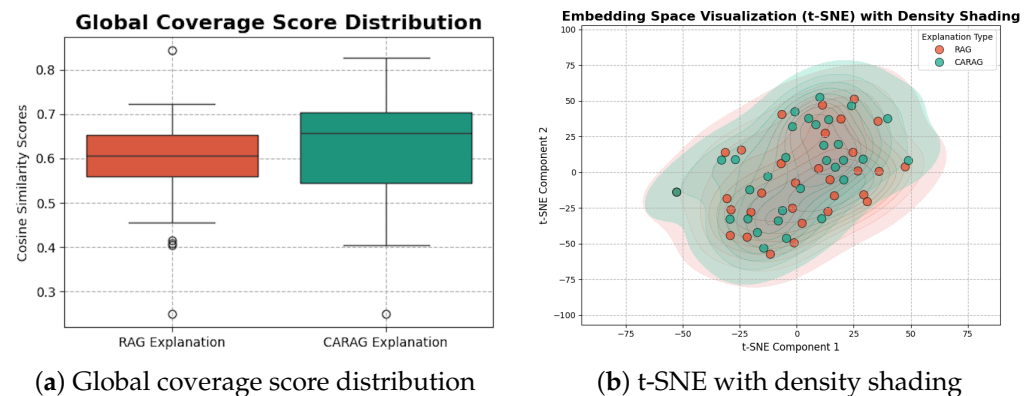 Global Coverage Score Distribution
Cosine Similarity Scores
0.8
0.7
0.6
0.5
0.4
0.3
RAG Explanation
CARAG Explanation
(a) Global coverage score distribution
Embedding Space Visualization (t-SNE) with Density Shading
t-SNE Component 2
100
75
50
25
0
−25
−50
−75
−100
Explanation Type
RAG
CARAG
−75
−50
−25
0
25
50
75
t-SNE Component 1
(b) t-SNE with density shading